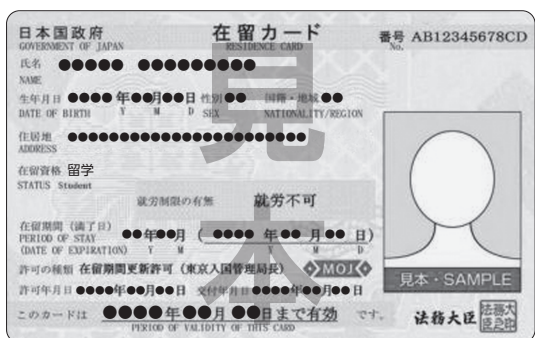 日本国政府 在留カード 番号 AB12345678CD
GOVERNMENT OF JAPAN RESIDENCE CARD No.
氏名 ●●●●● ●●●●●●●●●
NAME
生年月日 ●●●● 年●●月●●日 性別 ●● 国籍・地域 ●●
DATE OF BIRTH Y M D SEX NATIONALITY/REGION
住居地 ●●●●●●●●●●●●●●●●●●●●●●
ADDRESS
在留資格 留学
STATUS Student
就労制限の有無 就労不可
在留期間(満了日) ●●年●●月 ( ●●●● 年 ●● 月 ●● 日)
PERIOD OF STAY Y M Y M D
(DATE OF EXPIRATION)
許可の種類 在留期間更新許可(東京入国管理局長) MOJ
見本・SAMPLE
許可年月日 ●●●●年●●月●●日 交付年月日 ●●●●年●●月●●日
このカードは ●●●●年●●月 ●●日まで有効 です。
PERIOD OF VALIDITY OF THIS CARD
法務大臣
見本